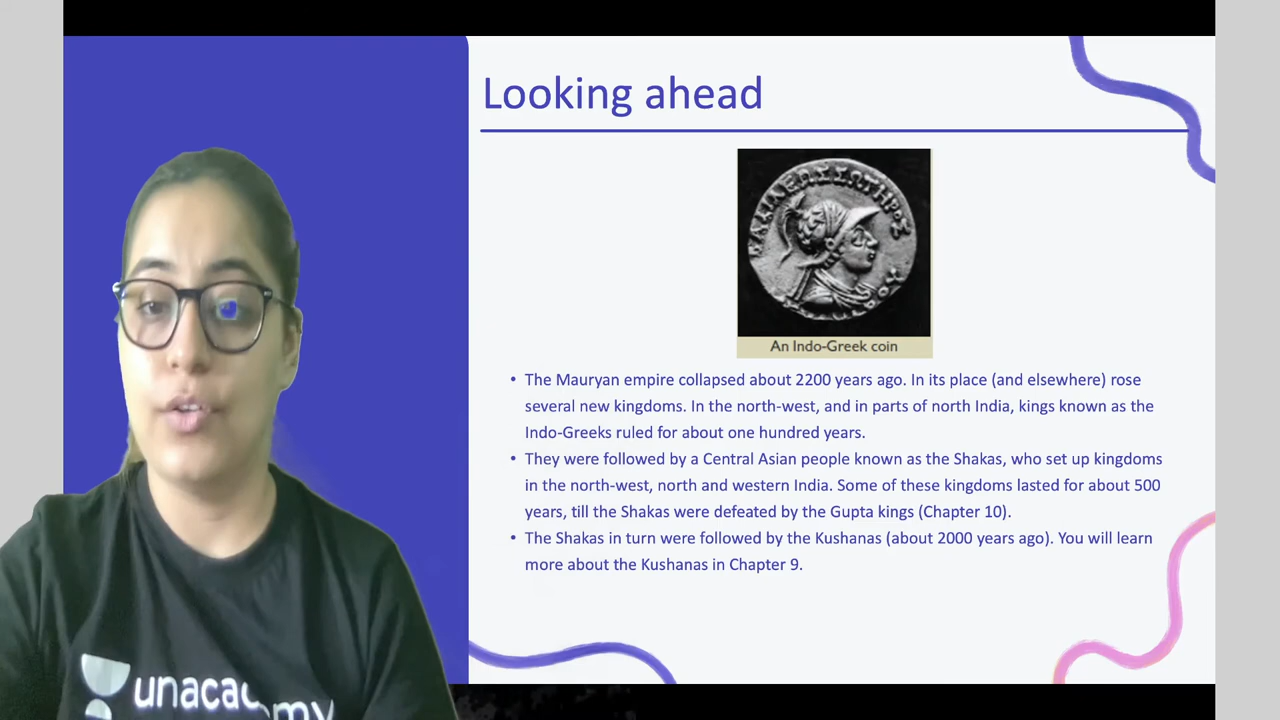 Looking ahead
An Indo-Greek coin
• The Mauryan empire collapsed about 2200 years ago. In its place (and elsewhere) rose
several new kingdoms. In the north-west, and in parts of north India, kings known as the
Indo-Greeks ruled for about one hundred years.
• They were followed by a Central Asian people known as the Shakas, who set up kingdoms
in the north-west, north and western India. Some of these kingdoms lasted for about 500
years, till the Shakas were defeated by the Gupta kings (Chapter 10).
• The Shakas in turn were followed by the Kushanas (about 2000 years ago). You will learn
more about the Kushanas in Chapter 9.
unacademy